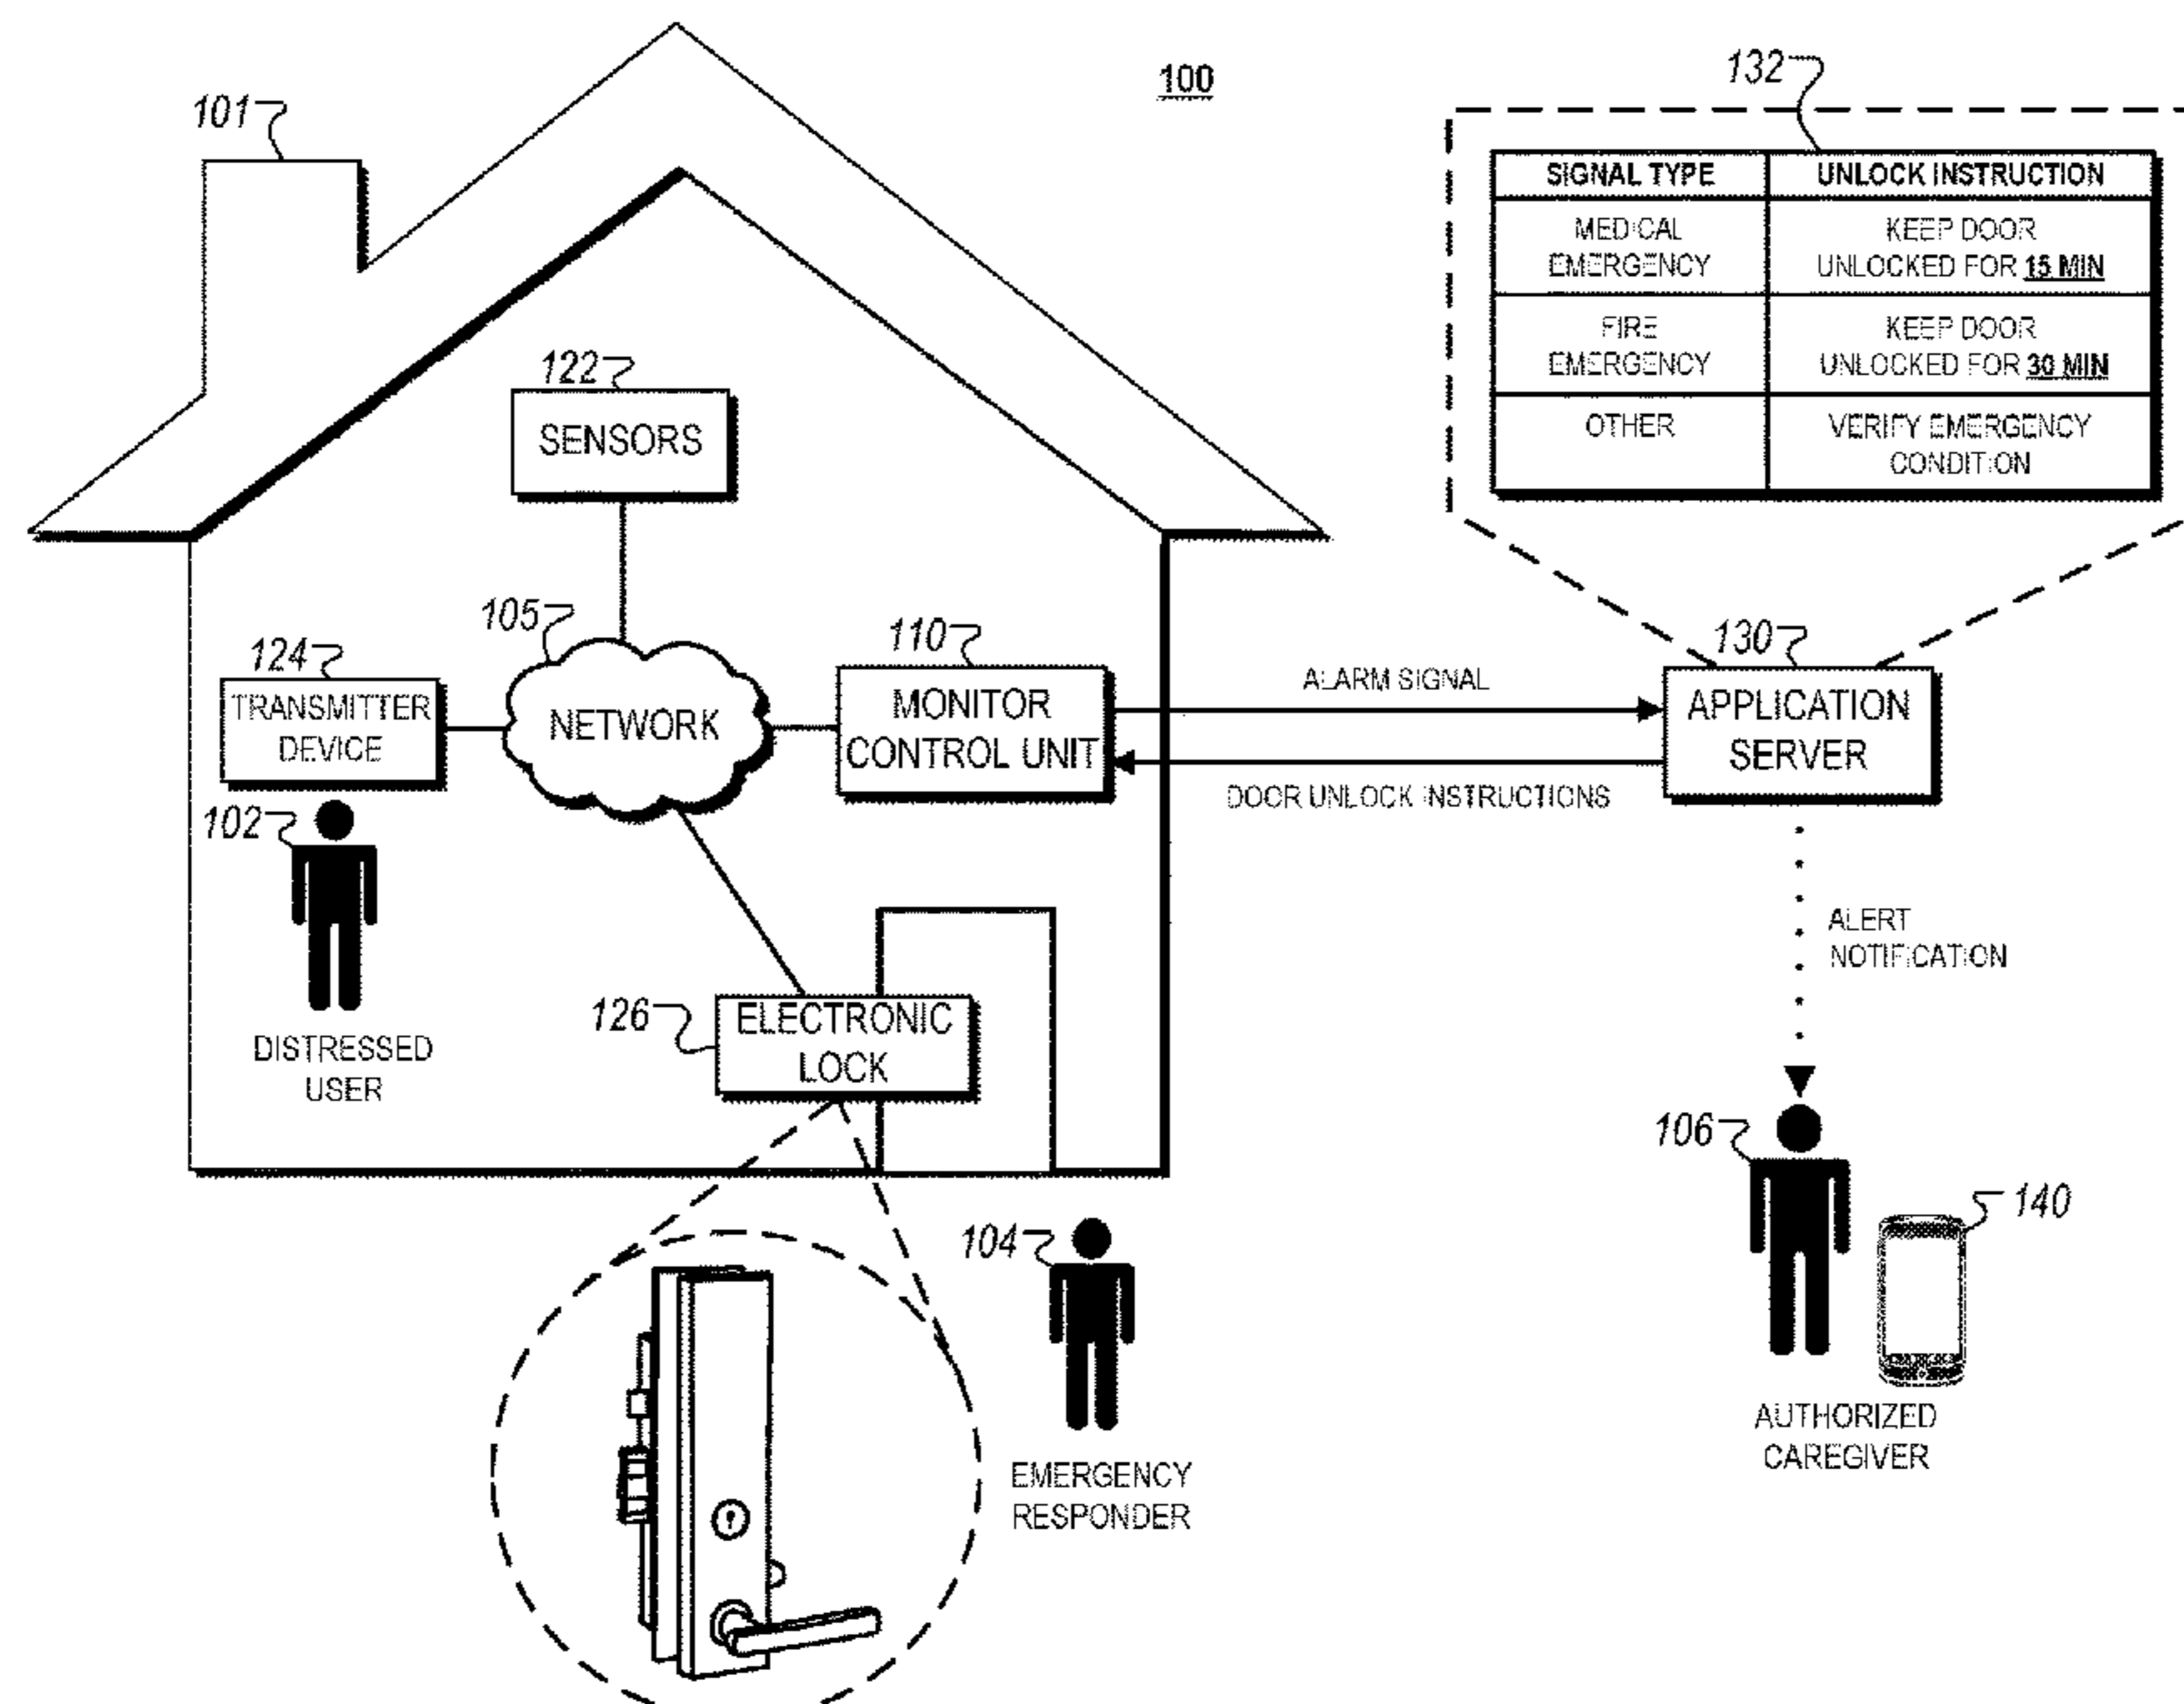 100
132
101
SIGNAL TYPE
UNLOCK INSTRUCTION
MEDICAL
EMERGENCY
KEEP DOOR
UNLOCKED FOR 15 MIN
FIRE
EMERGENCY
KEEP DOOR
UNLOCKED FOR 30 MIN
OTHER
VERIFY EMERGENCY
CONDITION
122
SENSORS
105
NETWORK
124
TRANSMITTER
DEVICE
110
MONITOR
CONTROL UNIT
ALARM SIGNAL
DOOR UNLOCK INSTRUCTIONS
130
APPLICATION
SERVER
102
DISTRESSED
USER
ALERT
NOTIFICATION
126
ELECTRONIC
LOCK
104
EMERGENCY
RESPONDER
106
140
AUTHORIZED
CAREGIVER